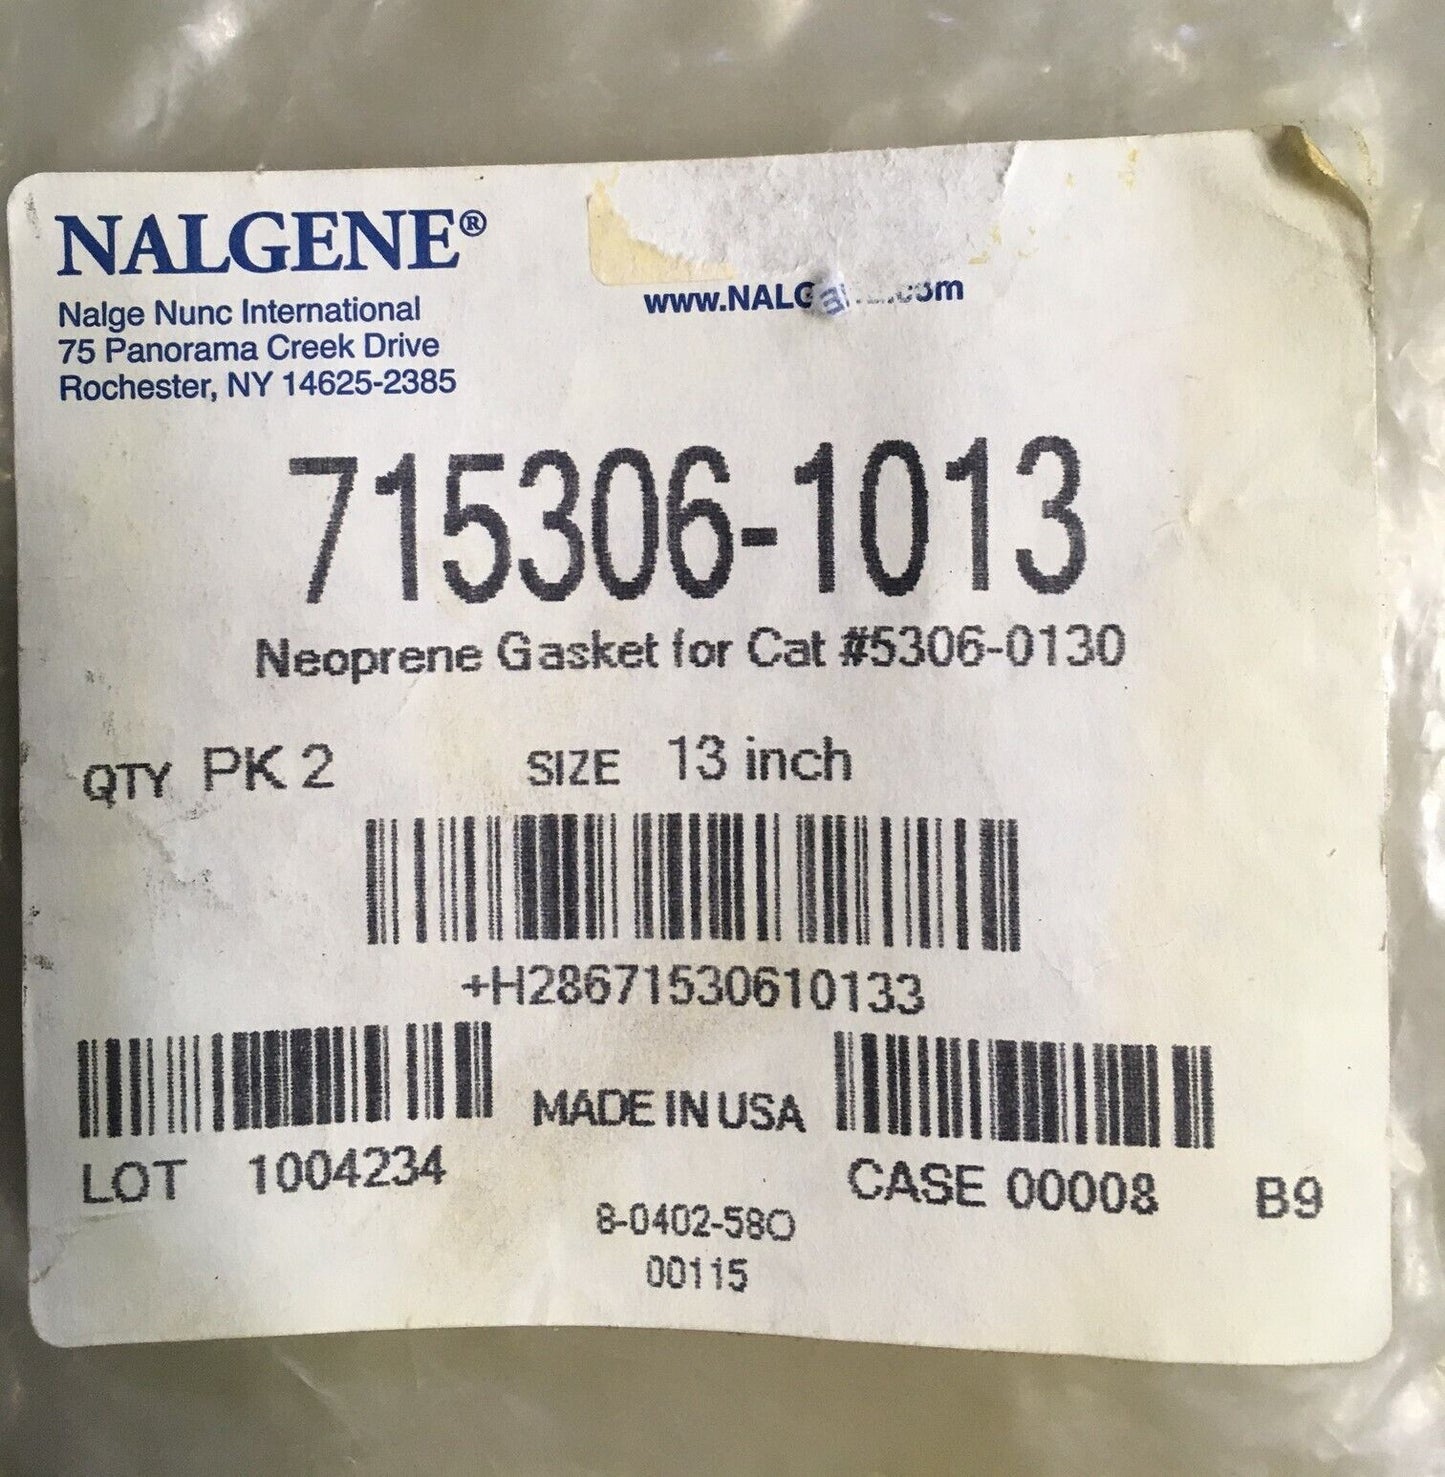 NALGENE®
Nalge Nunc International
75 Panorama Creek Drive
Rochester, NY 14625-2385
715306-1013
Neoprene Gasket for Cat #5306-0130
QTY PK 2 SIZE 13 inch
+H28671530610133
MADE IN USA
LOT 1004234
CASE 00008 B9
8-0402-58O
00115